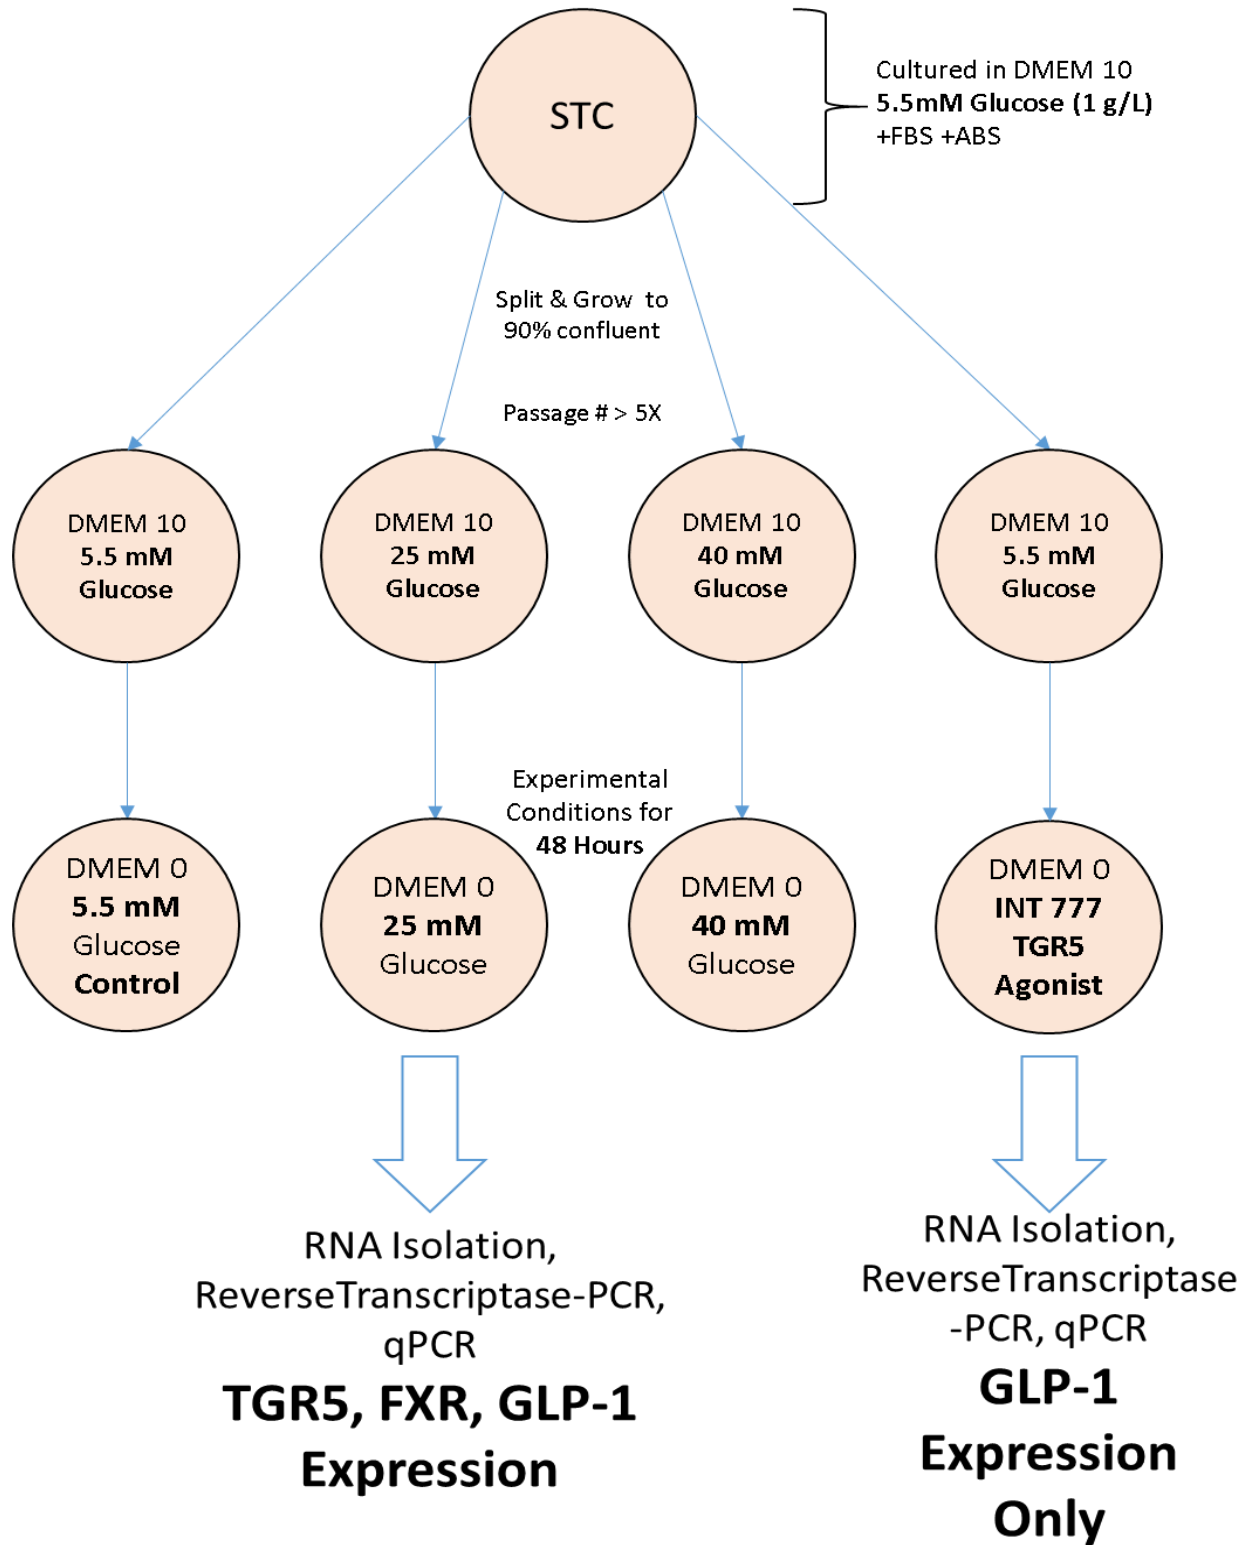 STC
Cultured in DMEM 10
5.5mM Glucose (1 g/L)
+FBS +ABS
Split & Grow to
90% confluent
Passage # > 5X
DMEM 10
5.5 mM
Glucose
DMEM 10
25 mM
Glucose
DMEM 10
40 mM
Glucose
DMEM 10
5.5 mM
Glucose
Experimental
Conditions for
48 Hours
DMEM 0
5.5 mM
Glucose
Control
DMEM 0
25 mM
Glucose
DMEM 0
40 mM
Glucose
DMEM 0
INT 777
TGR5
Agonist
RNA Isolation,
ReverseTranscriptase-PCR,
qPCR
TGR5, FXR, GLP-1
Expression
RNA Isolation,
ReverseTranscriptase
-PCR, qPCR
GLP-1
Expression
Only